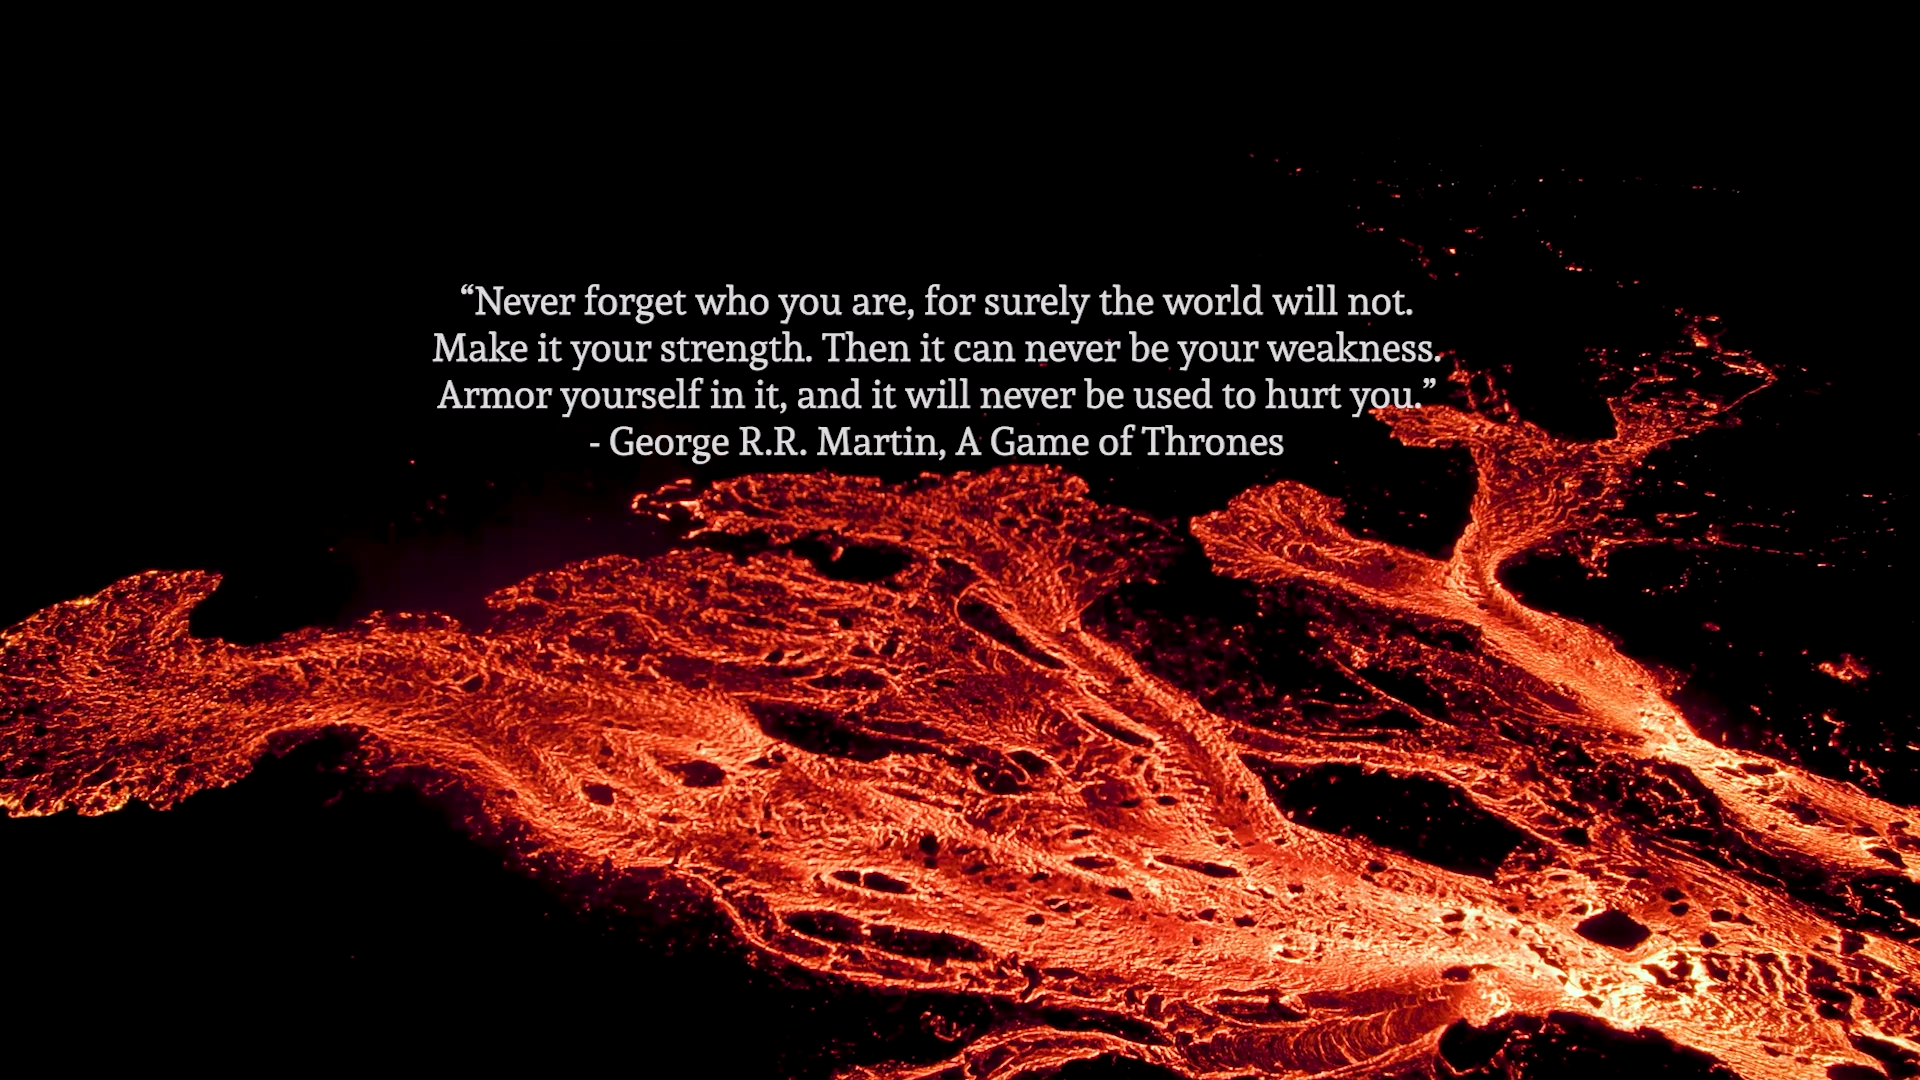 “Never forget who you are, for surely the world will not.
Make it your strength. Then it can never be your weakness.
Armor yourself in it, and it will never be used to hurt you.”
- George R.R. Martin, A Game of Thrones